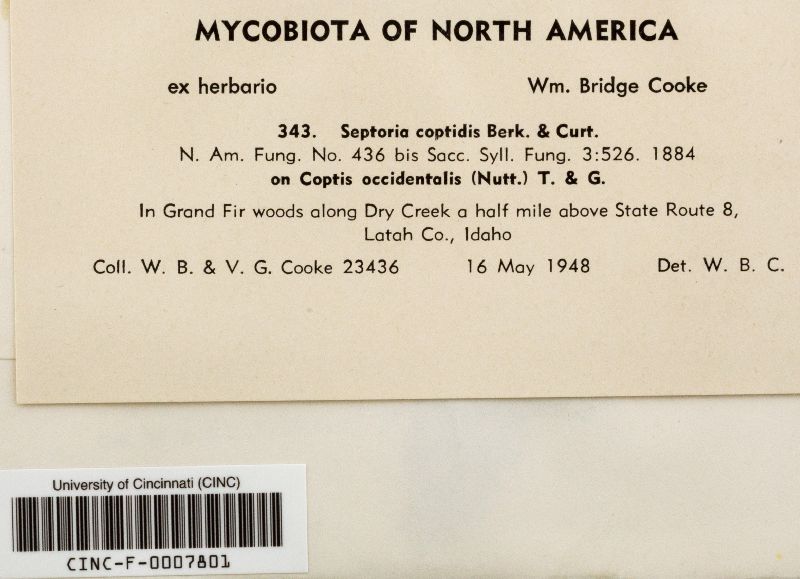 MYCOBIOTA OF NORTH AMERICA
ex herbario Wm. Bridge Cooke
343. Septoria coptidis Berk. & Curt.
N. Am. Fung. No. 436 bis Sacc. Syll. Fung. 3:526. 1884
on Coptis occidentalis (Nutt.) T. & G.
In Grand Fir woods along Dry Creek a half mile above State Route 8,
Latah Co., Idaho
Coll. W. B. & V. G. Cooke 23436 16 May 1948 Det. W. B. C.
University of Cincinnati (CINC)
CINC-F-0007801